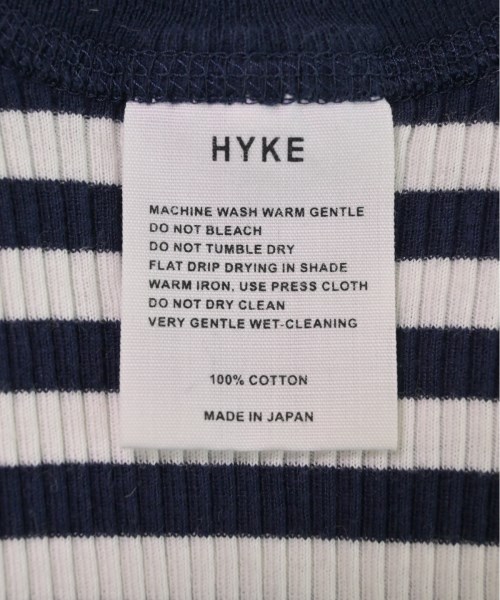 HYKE
MACHINE WASH WARM GENTLE
DO NOT BLEACH
DO NOT TUMBLE DRY
FLAT DRIP DRYING IN SHADE
WARM IRON, USE PRESS CLOTH
DO NOT DRY CLEAN
VERY GENTLE WET-CLEANING
100% COTTON
MADE IN JAPAN